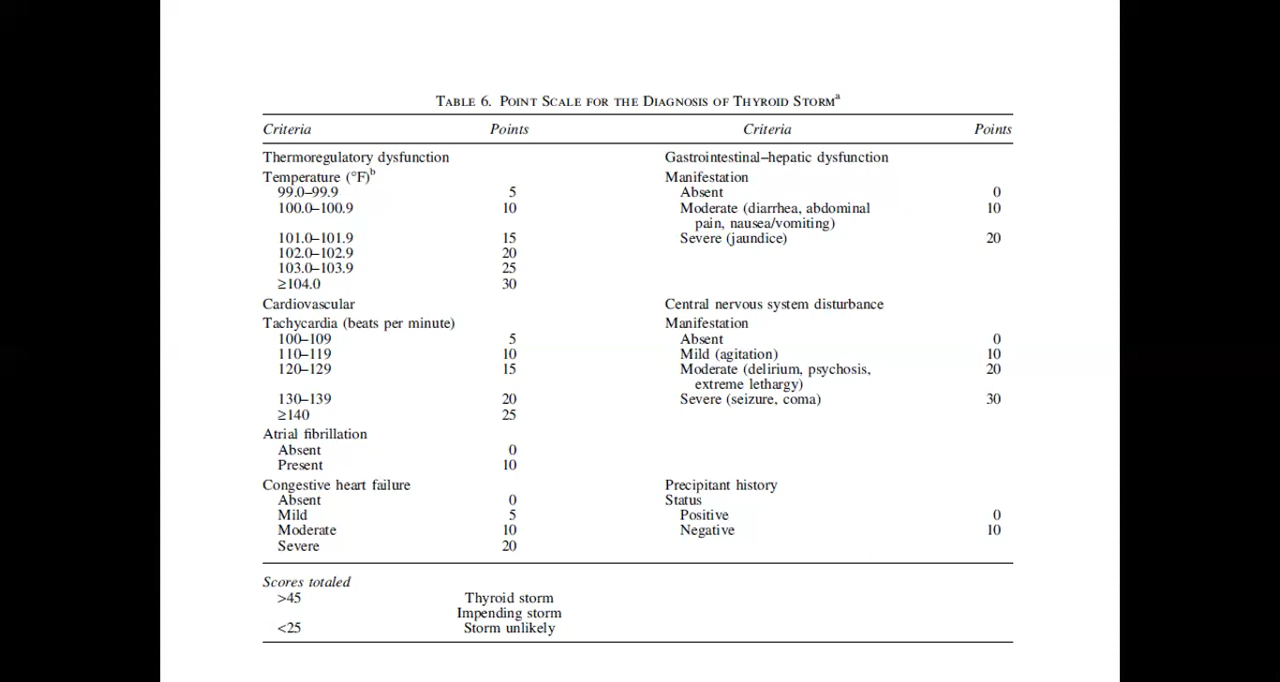 TABLE 6. POINT SCALE FOR THE DIAGNOSIS OF THYROID STORMa
Criteria Points Criteria Points
Thermoregulatory dysfunction Gastrointestinal–hepatic dysfunction
Temperature (°F)b Manifestation
99.0–99.9 5 Absent 0
100.0–100.9 10 Moderate (diarrhea, abdominal 10
pain, nausea/vomiting)
101.0–101.9 15 Severe (jaundice) 20
102.0–102.9 20
103.0–103.9 25
≥104.0 30
Cardiovascular Central nervous system disturbance
Tachycardia (beats per minute) Manifestation
100–109 5 Absent 0
110–119 10 Mild (agitation) 10
120–129 15 Moderate (delirium, psychosis, 20
extreme lethargy)
130–139 20 Severe (seizure, coma) 30
≥140 25
Atrial fibrillation
Absent 0
Present 10
Congestive heart failure Precipitant history
Absent 0 Status
Mild 5 Positive 0
Moderate 10 Negative 10
Severe 20
Scores totaled
>45 Thyroid storm
Impending storm
<25 Storm unlikely